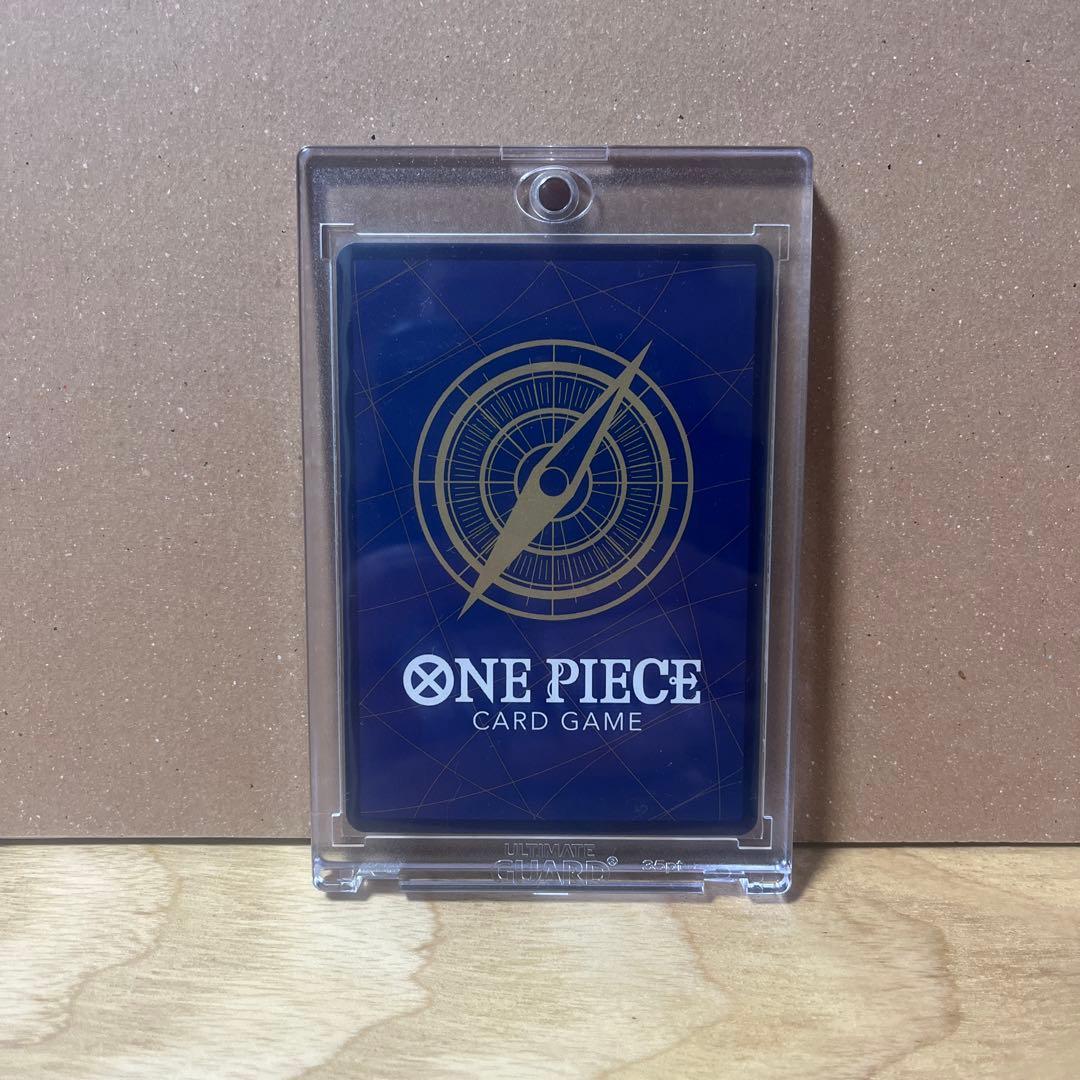 ONE PIECE
CARD GAME
ULTIMATE
GUARD® 35pt